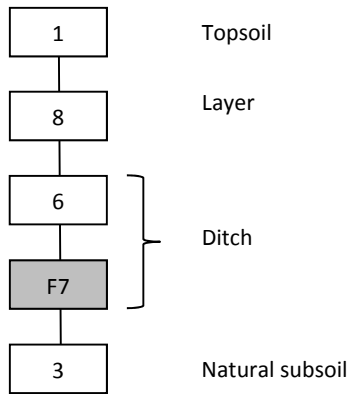 1 Topsoil
8 Layer
6
Ditch
F7
3 Natural subsoil